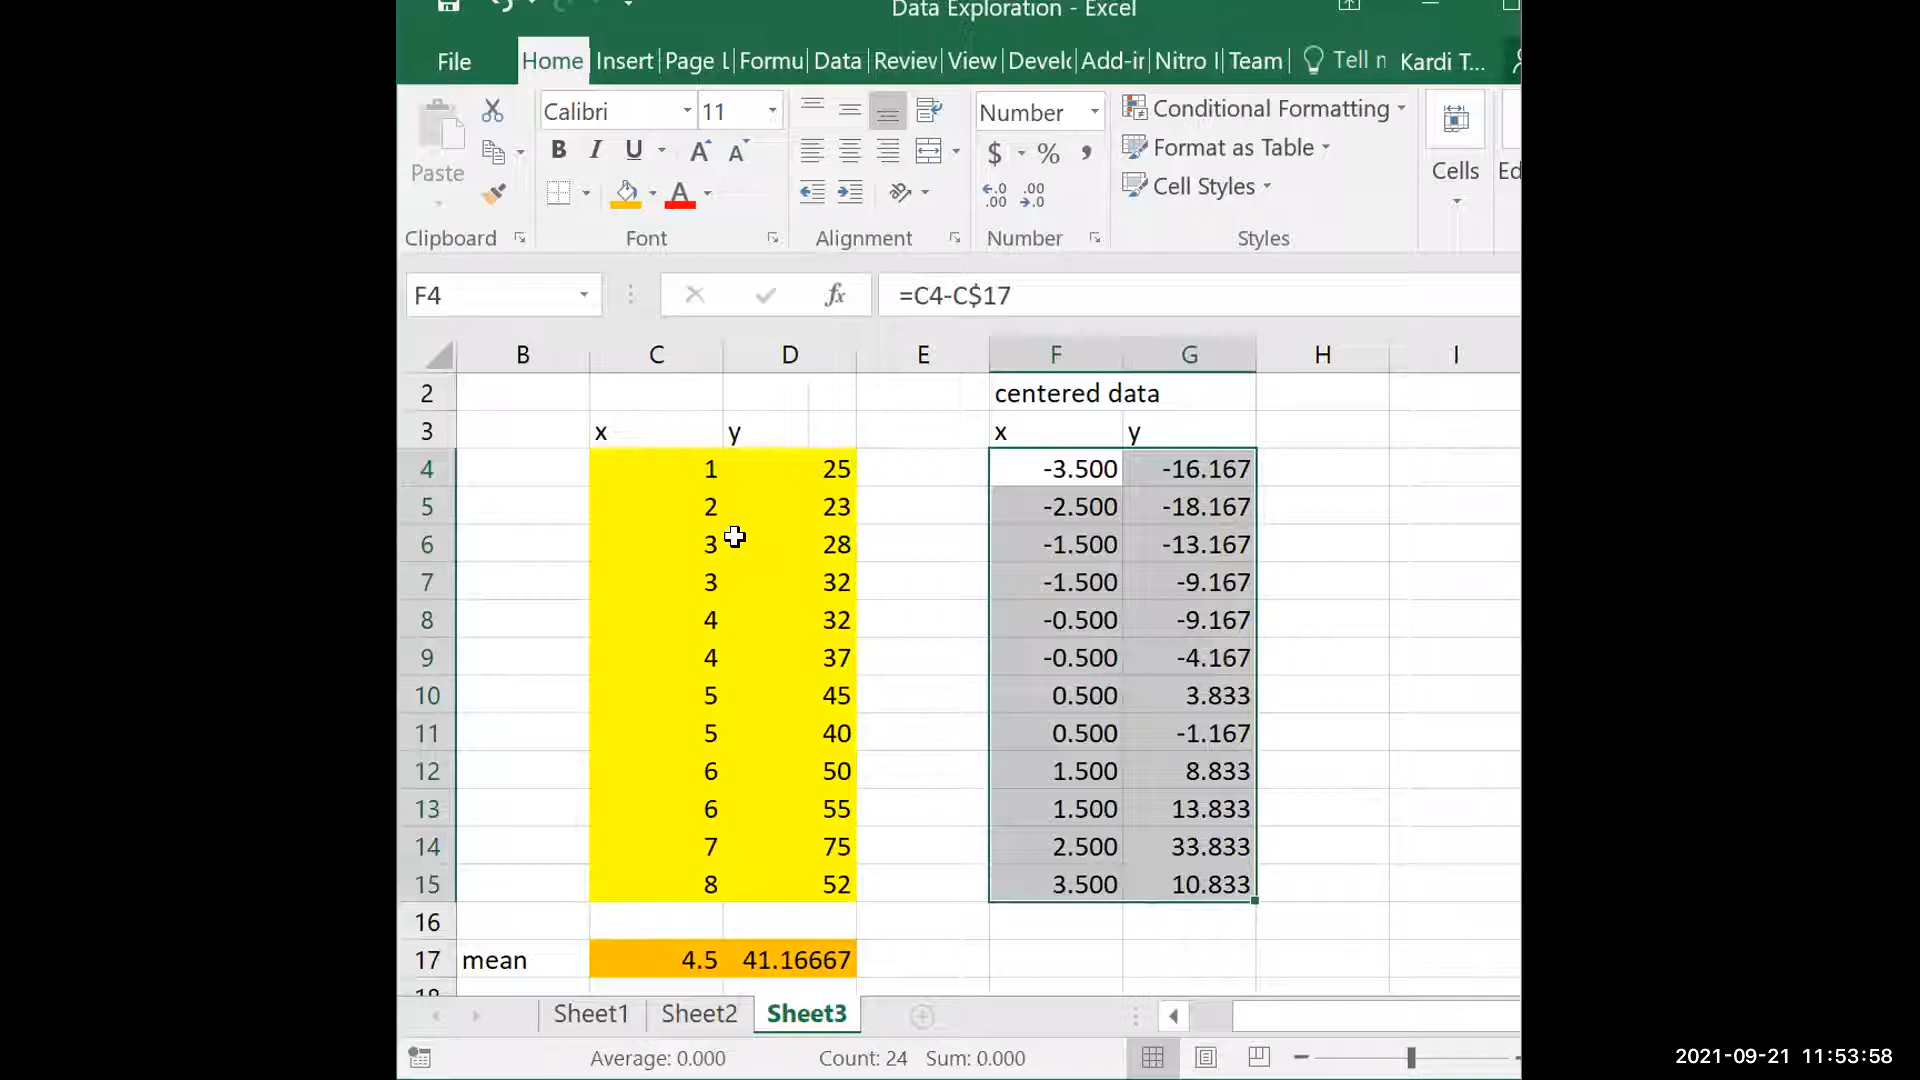 Data Exploration - Excel
File Home Insert Page L Formu Data Review View Develc Add-ir Nitro Team Tell n Kardi T...
Paste
Calibri 11
B I U A A
A
Number
$ % ,
Conditional Formatting
Format as Table
Cell Styles
Cells
Ed
Clipboard Font Alignment Number Styles
F4 fx =C4-C$17
B C D E F G H I
2 centered data
3 x y x y
4 1 25 -3.500 -16.167
5 2 23 -2.500 -18.167
6 3 28 -1.500 -13.167
7 3 32 -1.500 -9.167
8 4 32 -0.500 -9.167
9 4 37 -0.500 -4.167
10 5 45 0.500 3.833
11 5 40 0.500 -1.167
12 6 50 1.500 8.833
13 6 55 1.500 13.833
14 7 75 2.500 33.833
15 8 52 3.500 10.833
16
17 mean 4.5 41.16667
18
Sheet1 Sheet2 Sheet3
Average: 0.000 Count: 24 Sum: 0.000
2021-09-21 11:53:58